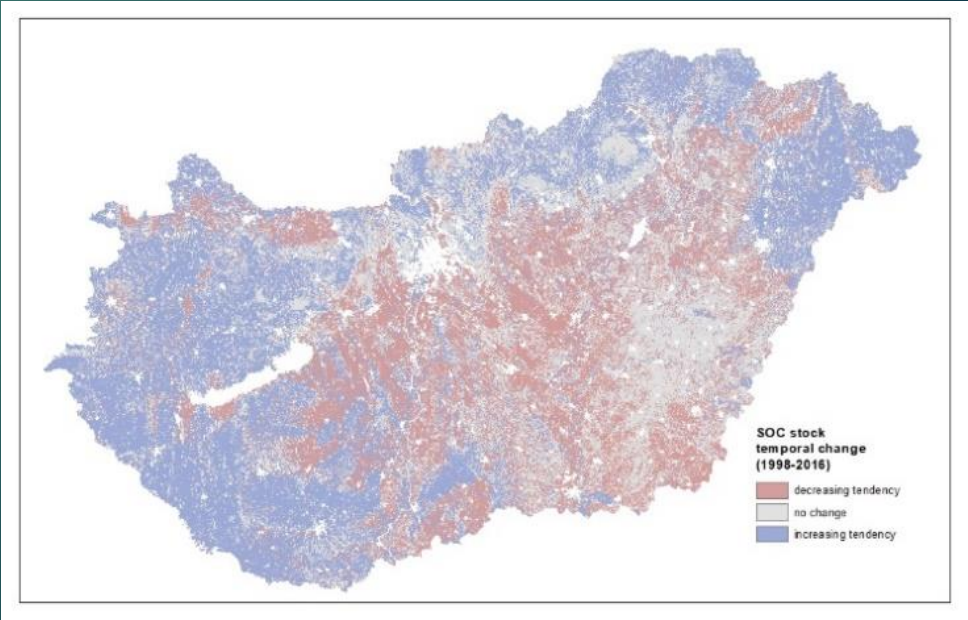 SOC stock
temporal change
(1998-2016)
decreasing tendency
no change
increasing tendency